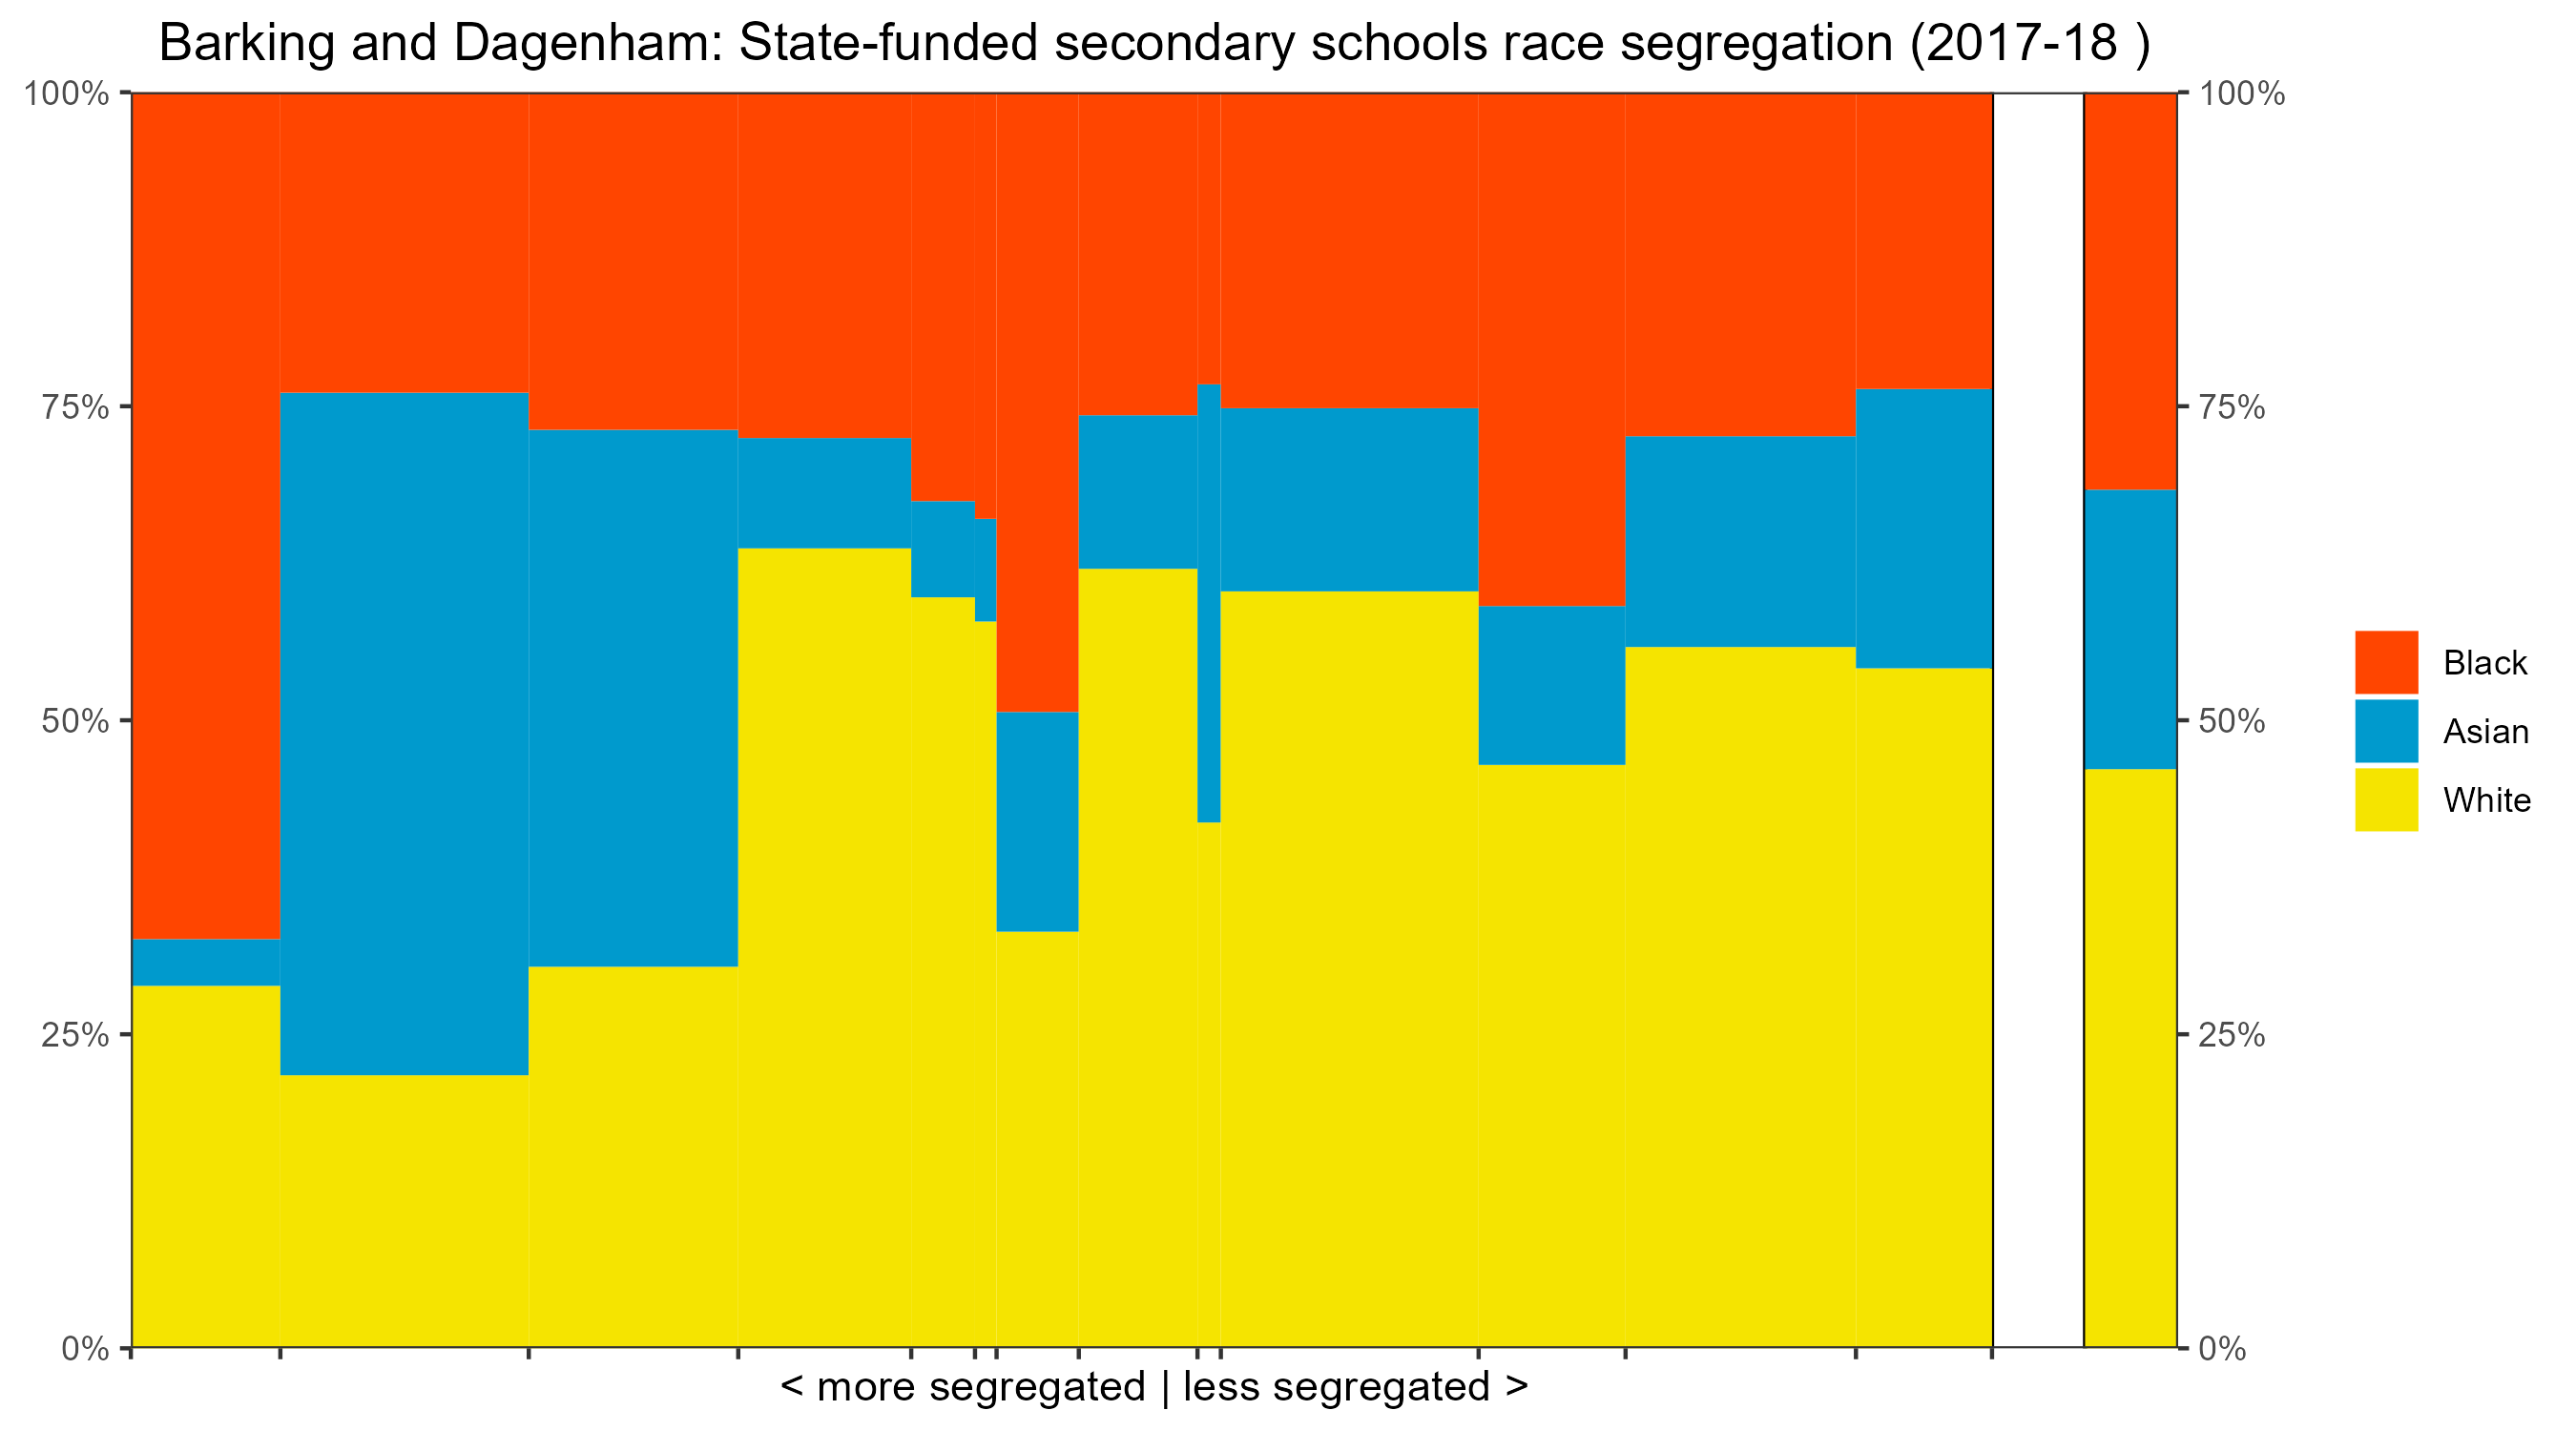 Barking and Dagenham: State-funded secondary schools race segregation (2017-18 )
100%
75%
50%
25%
0%
100%
75%
50%
25%
0%
Black
Asian
White
< more segregated | less segregated >